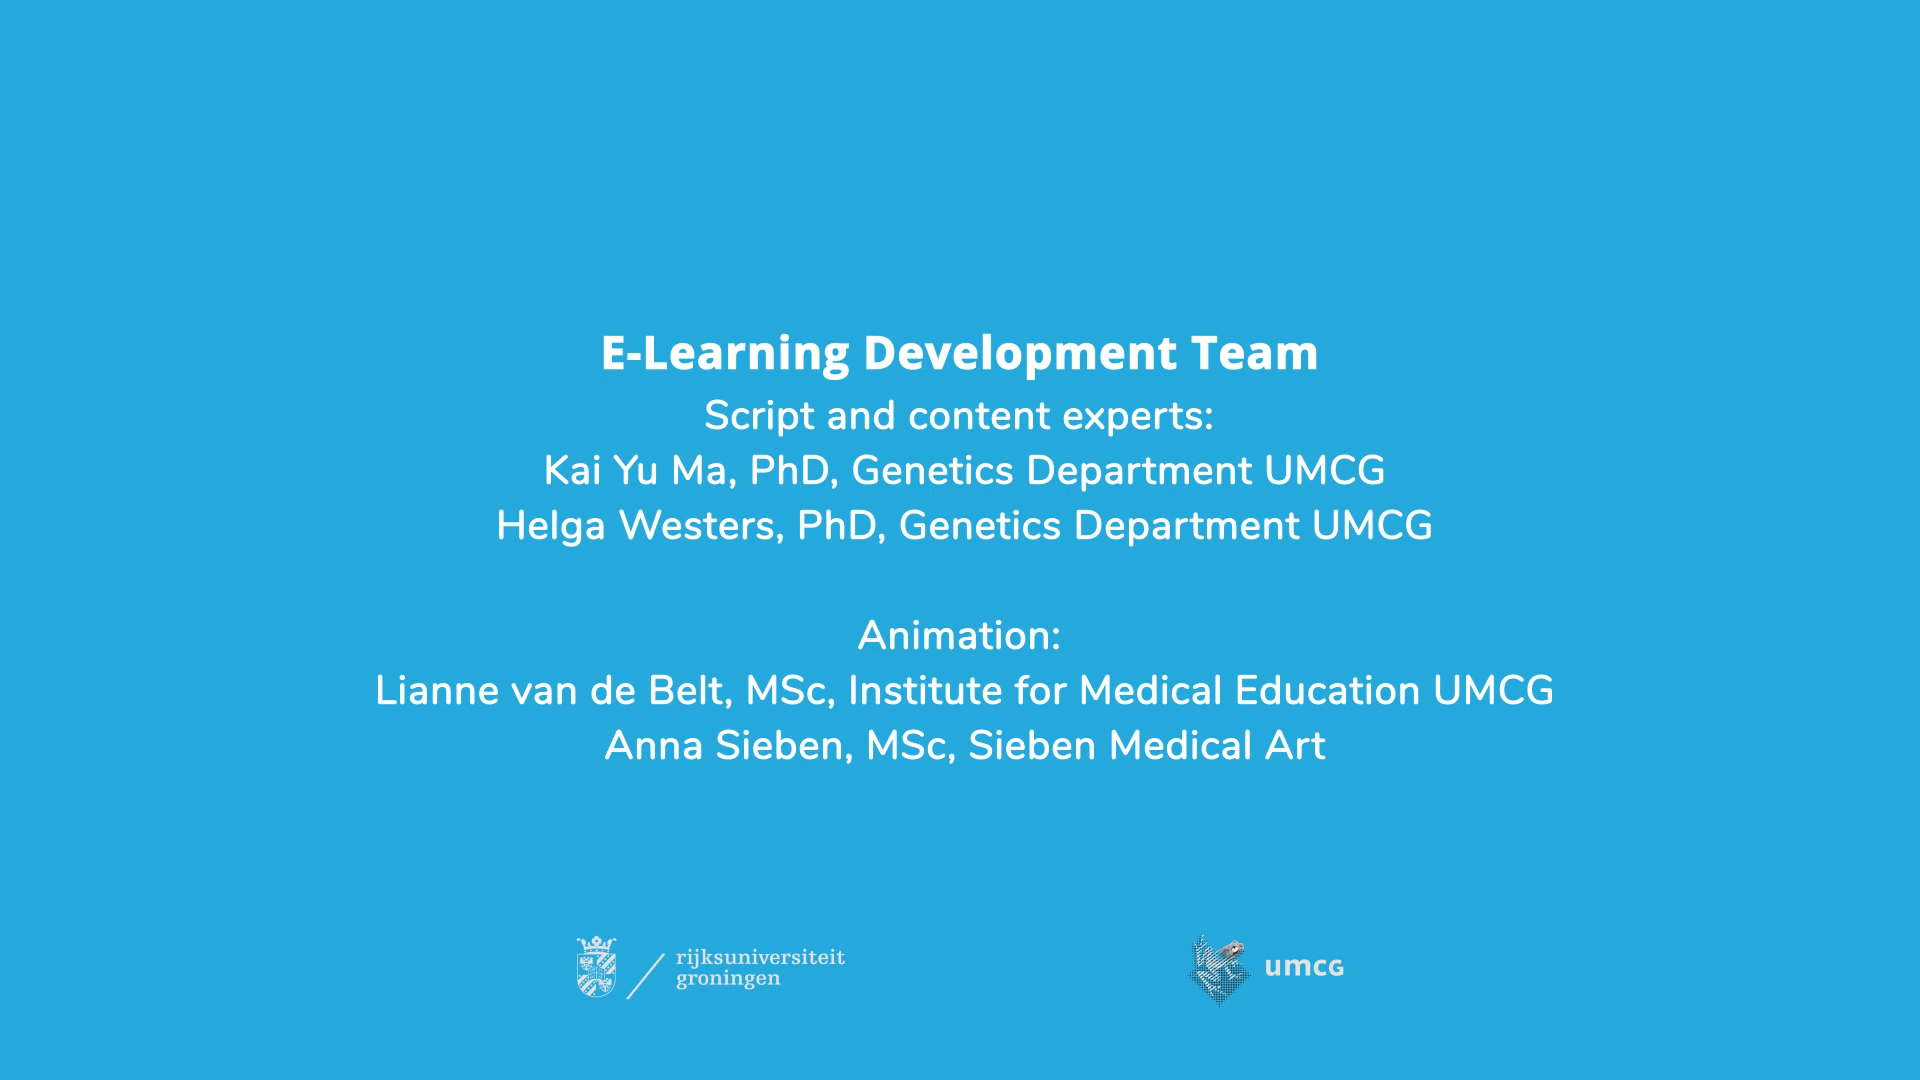 E-Learning Development Team
Script and content experts:
Kai Yu Ma, PhD, Genetics Department UMCG
Helga Westers, PhD, Genetics Department UMCG
Animation:
Lianne van de Belt, MSc, Institute for Medical Education UMCG
Anna Sieben, MSc, Sieben Medical Art
rijksuniversiteit
groningen
umcg